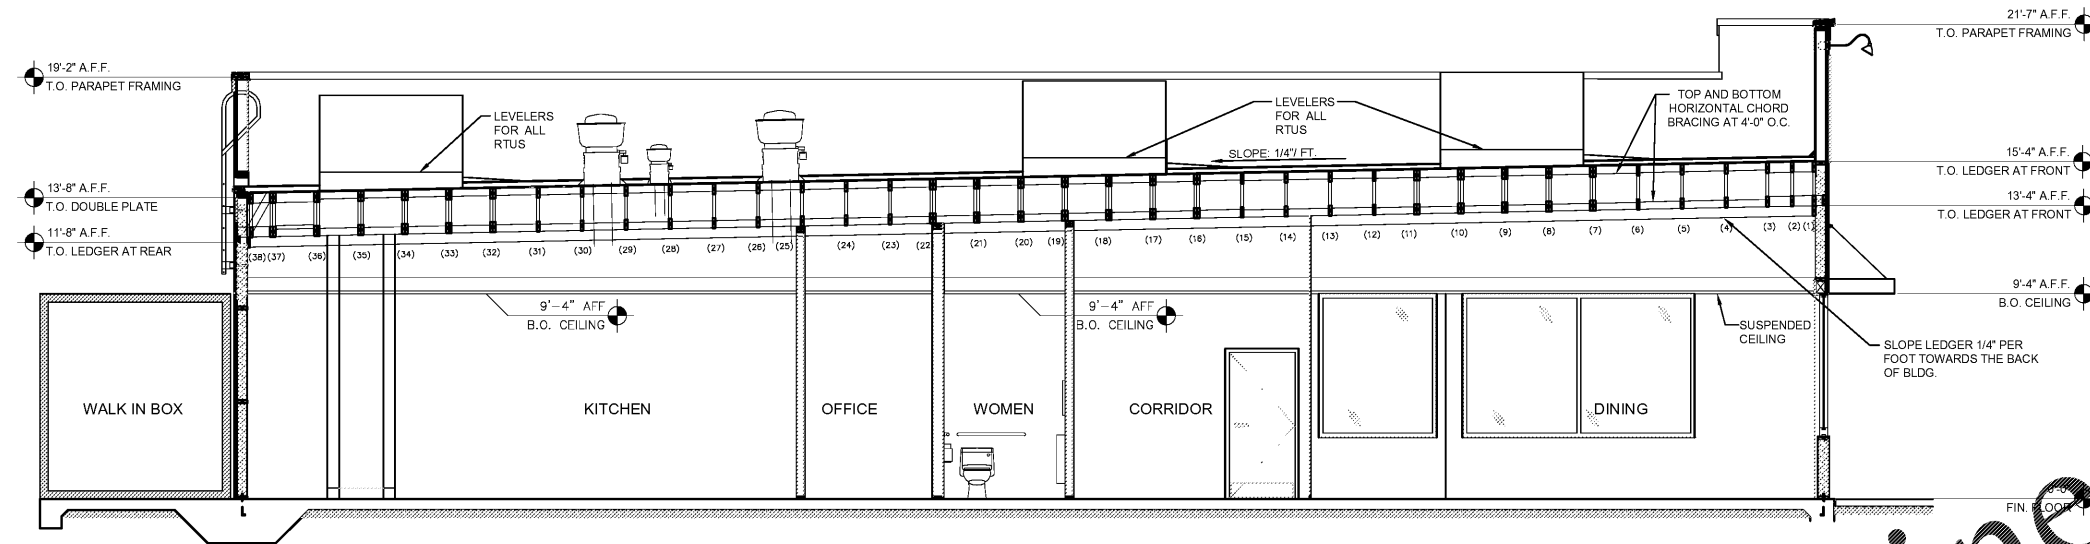 21'-7" A.F.F.
T.O. PARAPET FRAMING
19'-2" A.F.F.
T.O. PARAPET FRAMING
LEVELERS
FOR ALL
RTUS
LEVELERS
FOR ALL
RTUS
TOP AND BOTTOM
HORIZONTAL CHORD
BRACING AT 4'-0" O.C.
SLOPE: 1/4"/ FT.
15'-4" A.F.F.
T.O. LEDGER AT FRONT
13'-8" A.F.F.
T.O. DOUBLE PLATE
13'-4" A.F.F.
T.O. LEDGER AT FRONT
11'-8" A.F.F.
T.O. LEDGER AT REAR
(38) (37) (36) (35) (34) (33) (32) (31) (30) (29) (28) (27) (26) (25) (24) (23) (22) (21) (20) (19) (18) (17) (16) (15) (14) (13) (12) (11) (10) (9) (8) (7) (6) (5) (4) (3) (2) (1)
9'-4" A.F.F.
B.O. CEILING
9'-4" AFF
B.O. CEILING
9'-4" AFF
B.O. CEILING
SUSPENDED
CEILING
SLOPE LEDGER 1/4" PER
FOOT TOWARDS THE BACK
OF BLDG.
WALK IN BOX
KITCHEN
OFFICE
WOMEN
CORRIDOR
DINING
FIN. FLOOR